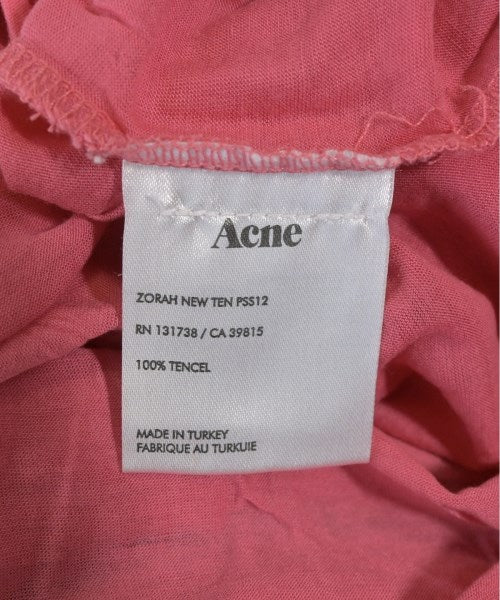 Acne
ZORAH NEW TEN PSS12
RN 131738 / CA 39815
100% TENCEL
MADE IN TURKEY
FABRIQUE AU TURKUIE